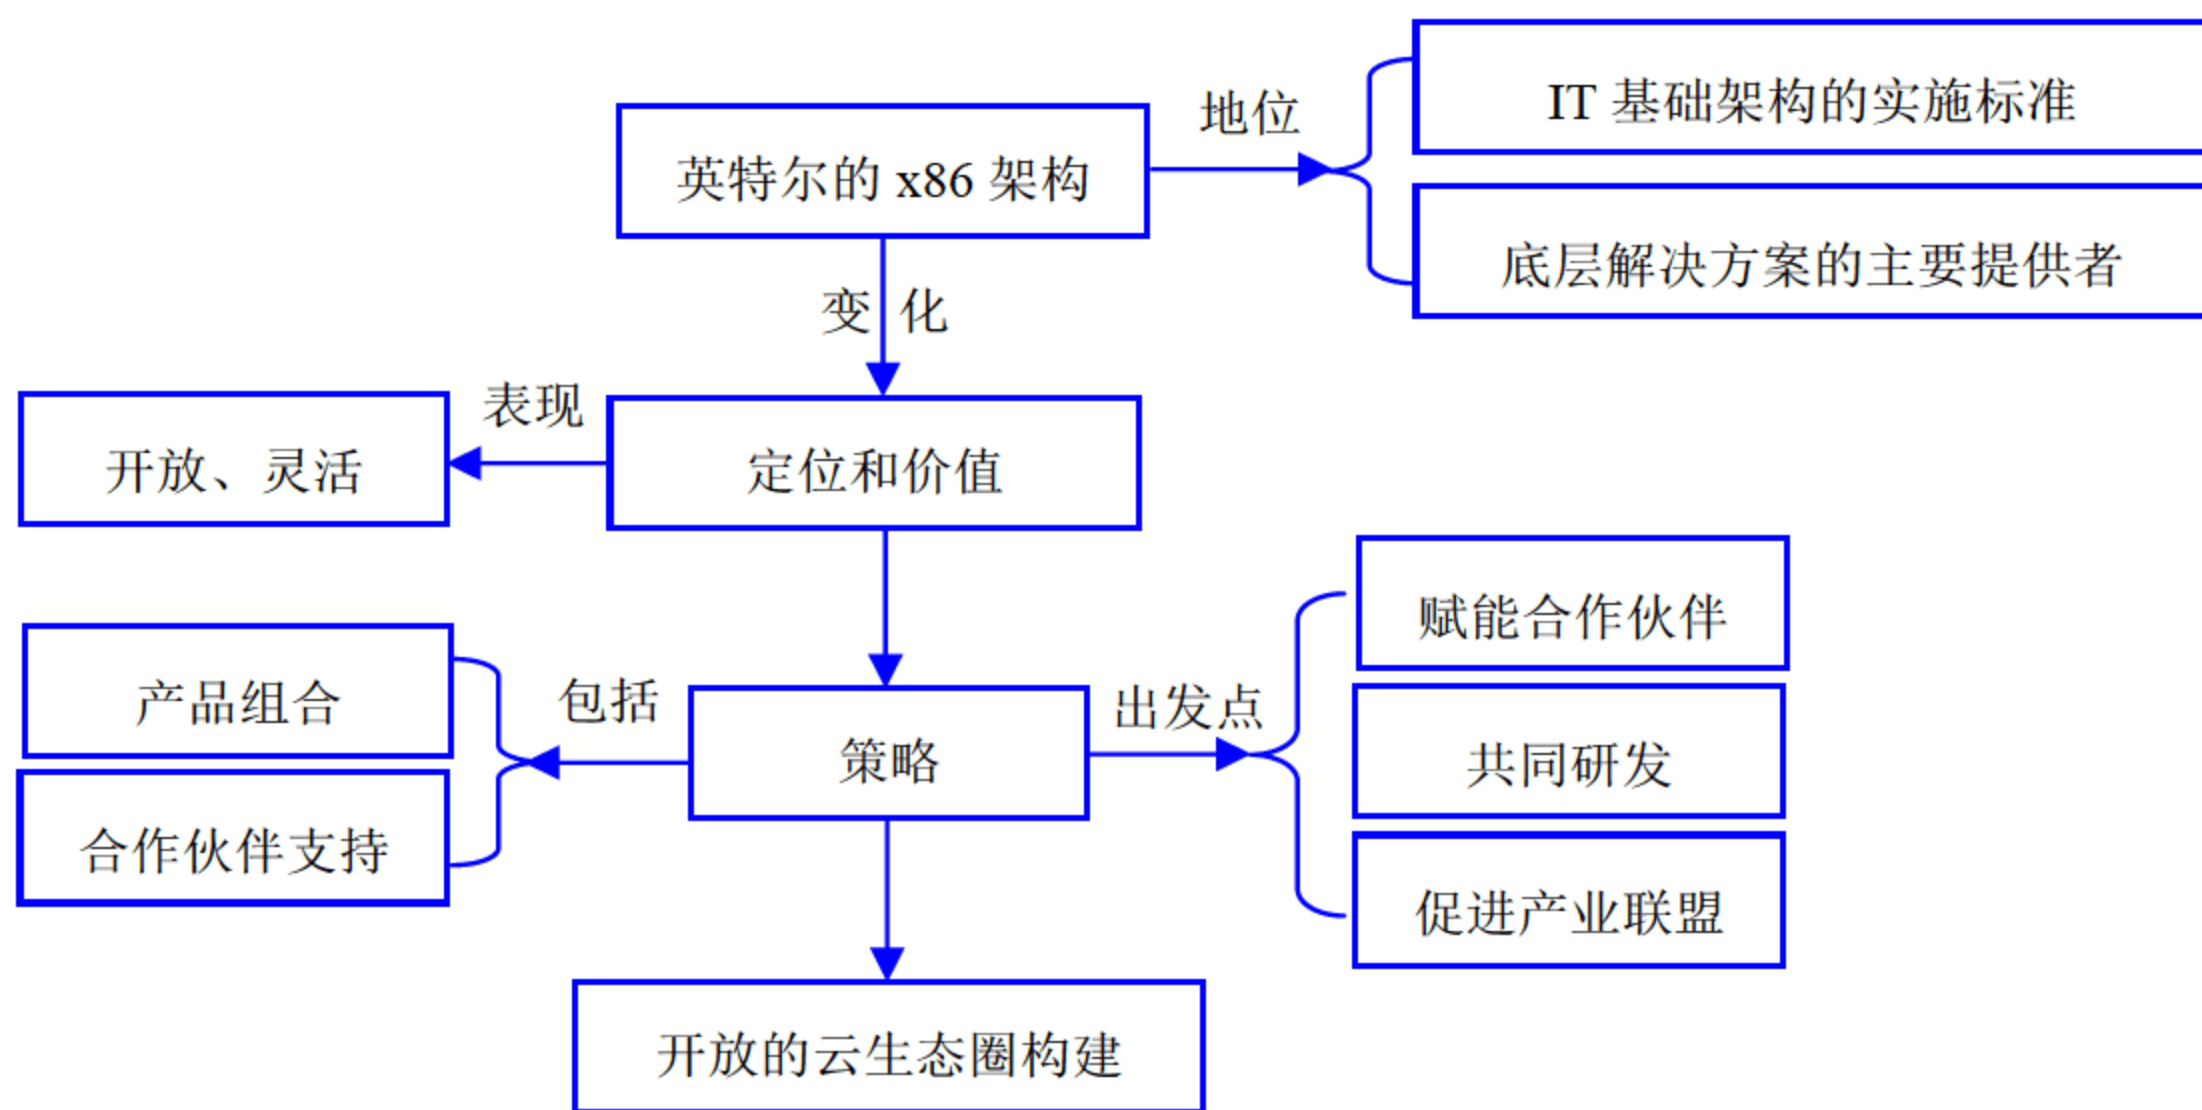 IT 基础架构的实施标准
地位
英特尔的 x86 架构
底层解决方案的主要提供者
变 化
表现
开放、灵活
定位和价值
赋能合作伙伴
产品组合
包括
出发点
策略
共同研发
合作伙伴支持
促进产业联盟
开放的云生态圈构建